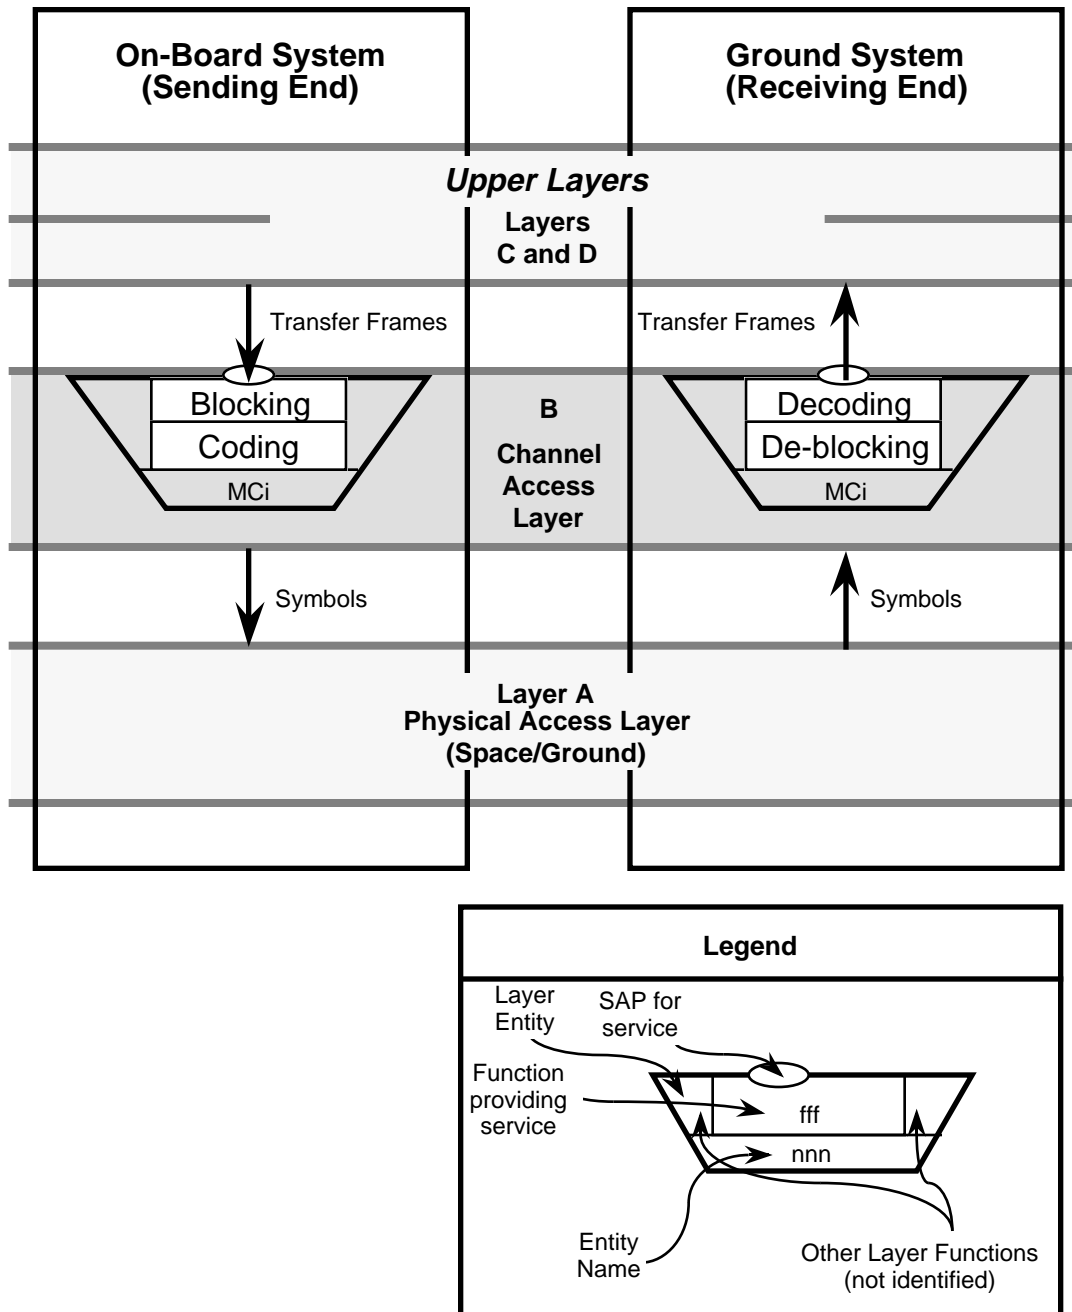 On-Board System
(Sending End)
Ground System
(Receiving End)
Upper Layers
Layers
C and D
Transfer Frames
Transfer Frames
Blocking
Coding
MCi
B
Channel
Access
Layer
Decoding
De-blocking
MCi
Symbols
Symbols
Layer A
Physical Access Layer
(Space/Ground)
Legend
Layer
Entity
SAP for
service
Function
providing
service
fff
nnn
Entity
Name
Other Layer Functions
(not identified)